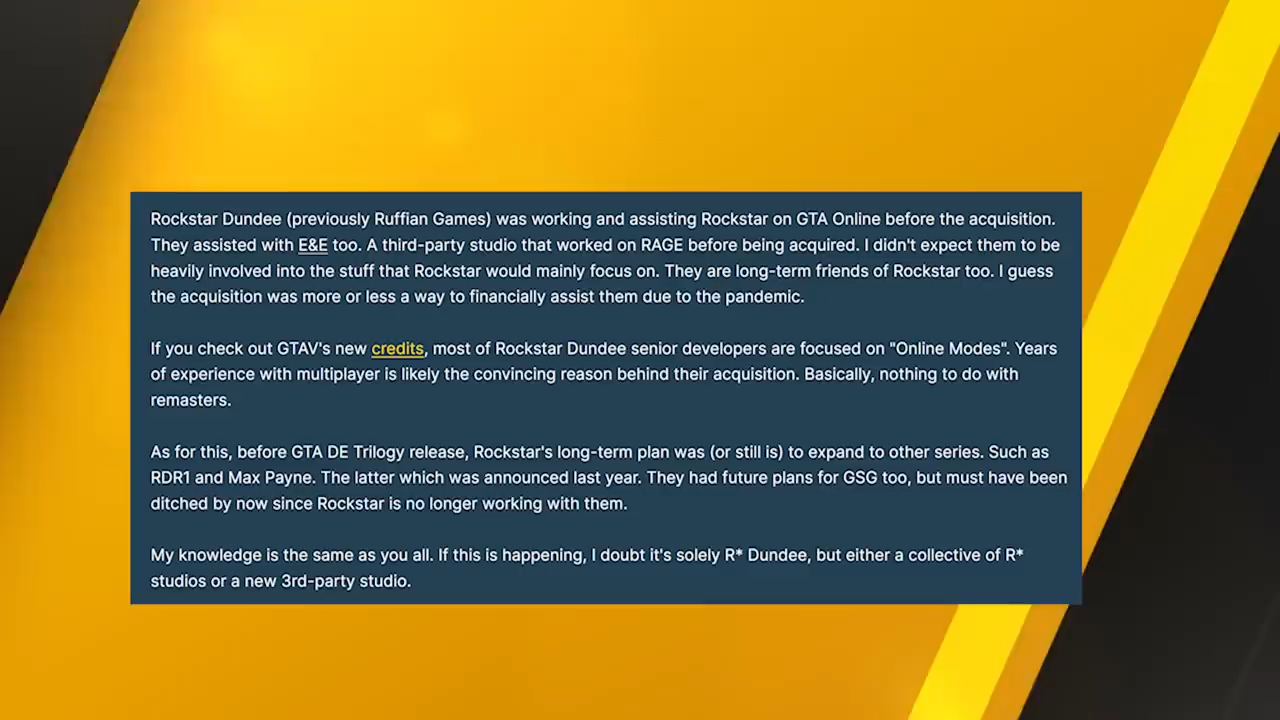 Rockstar Dundee (previously Ruffian Games) was working and assisting Rockstar on GTA Online before the acquisition.
They assisted with E&E too. A third-party studio that worked on RAGE before being acquired. I didn't expect them to be
heavily involved into the stuff that Rockstar would mainly focus on. They are long-term friends of Rockstar too. I guess
the acquisition was more or less a way to financially assist them due to the pandemic.
If you check out GTAV's new credits, most of Rockstar Dundee senior developers are focused on "Online Modes". Years
of experience with multiplayer is likely the convincing reason behind their acquisition. Basically, nothing to do with
remasters.
As for this, before GTA DE Trilogy release, Rockstar's long-term plan was (or still is) to expand to other series. Such as
RDR1 and Max Payne. The latter which was announced last year. They had future plans for GSG too, but must have been
ditched by now since Rockstar is no longer working with them.
My knowledge is the same as you all. If this is happening, I doubt it's solely R* Dundee, but either a collective of R*
studios or a new 3rd-party studio.